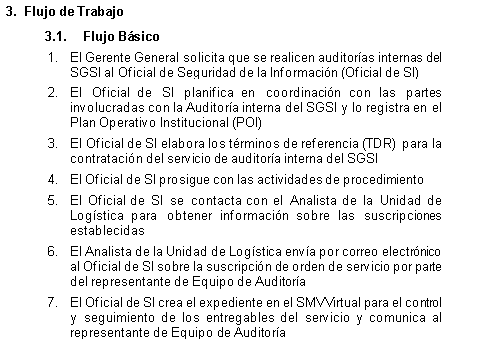 3. Flujo de Trabajo
3.1. Flujo Básico
1. El Gerente General solicita que se realicen auditorías internas del
SGSI al Oficial de Seguridad de la Información (Oficial de SI)
2. El Oficial de SI planifica en coordinación con las partes
involucradas con la Auditoría interna del SGSI y lo registra en el
Plan Operativo Institucional (POI)
3. El Oficial de SI elabora los términos de referencia (TDR) para la
contratación del servicio de auditoría interna del SGSI
4. El Oficial de SI prosigue con las actividades de procedimiento
5. El Oficial de SI se contacta con el Analista de la Unidad de
Logística para obtener información sobre las suscripciones
establecidas
6. El Analista de la Unidad de Logística envía por correo electrónico
al Oficial de SI sobre la suscripción de orden de servicio por parte
del representante de Equipo de Auditoría
7. El Oficial de SI crea el expediente en el SMVVirtual para el control
y seguimiento de los entregables del servicio y comunica al
representante de Equipo de Auditoría